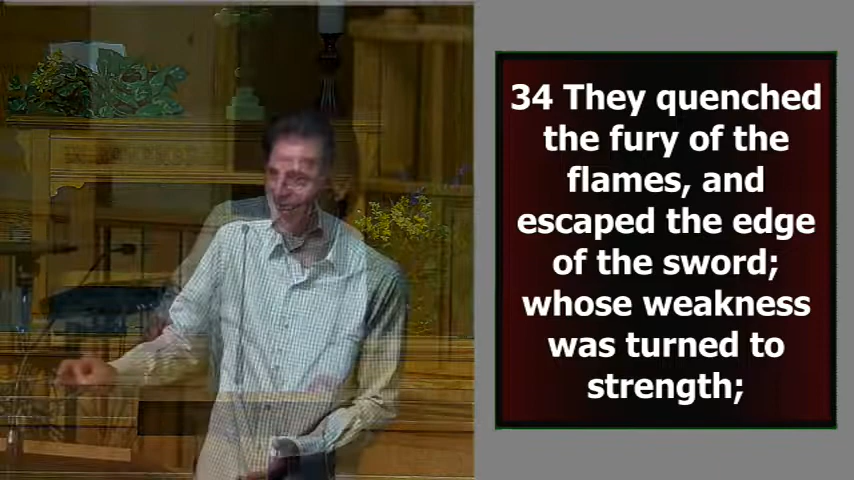 34 They quenched
the fury of the
flames, and
escaped the edge
of the sword;
whose weakness
was turned to
strength;